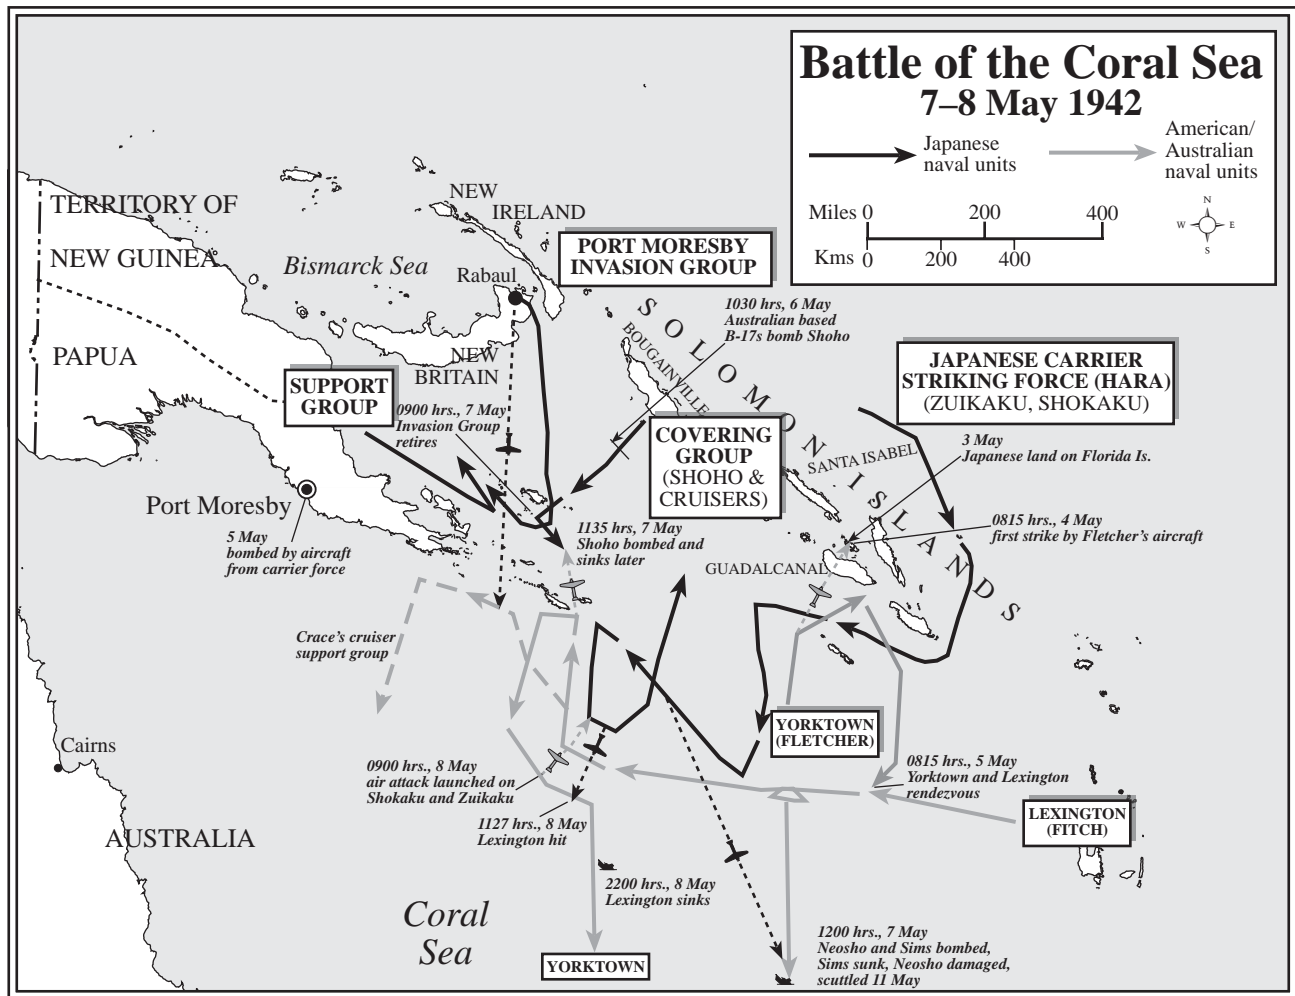 Battle of the Coral Sea
7–8 May 1942
Japanese
naval units
American/
Australian
naval units
Miles 0 200 400
Kms 0 200 400
N
W E
S
TERRITORY OF
NEW GUINEA
PAPUA
Bismarck Sea
NEW
IRELAND
Rabaul
NEW
BRITAIN
PORT MORESBY
INVASION GROUP
SOLOMON ISLANDS
BOUGAINVILLE
1030 hrs, 6 May
Australian based
B-17s bomb Shoho
JAPANESE CARRIER
STRIKING FORCE (HARA)
(ZUIKAKU, SHOKAKU)
SUPPORT
GROUP
0900 hrs., 7 May
Invasion Group
retires
COVERING
GROUP
(SHOHO &
CRUISERS)
SANTA ISABEL
3 May
Japanese land on Florida Is.
0815 hrs., 4 May
first strike by Fletcher's aircraft
Port Moresby
5 May
bombed by aircraft
from carrier force
1135 hrs, 7 May
Shoho bombed and
sinks later
GUADALCANAL
Crace's cruiser
support group
YORKTOWN
(FLETCHER)
Cairns
AUSTRALIA
0900 hrs., 8 May
air attack launched on
Shokaku and Zuikaku
1127 hrs., 8 May
Lexington hit
0815 hrs., 5 May
Yorktown and Lexington
rendezvous
LEXINGTON
(FITCH)
2200 hrs., 8 May
Lexington sinks
Coral
Sea
YORKTOWN
1200 hrs., 7 May
Neosho and Sims bombed,
Sims sunk, Neosho damaged,
scuttled 11 May